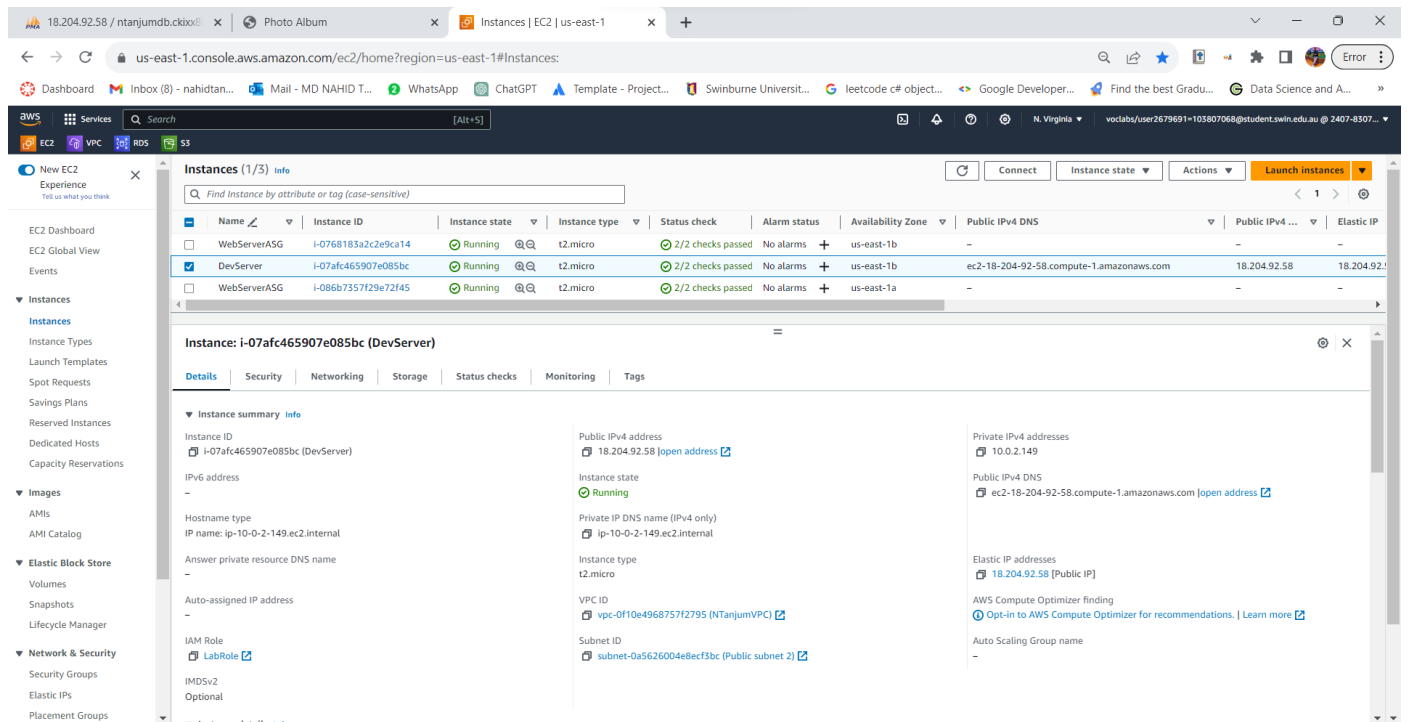 18.204.92.58 / ntanjumdb.ckixx8
Photo Album
Instances | EC2 | us-east-1
us-east-1.console.aws.amazon.com/ec2/home?region=us-east-1#Instances:
Error
Dashboard
Inbox (8) - nahidtan...
Mail - MD NAHID T...
WhatsApp
ChatGPT
Template - Project...
Swinburne Universit...
leetcode c# object...
Google Developer...
Find the best Gradu...
Data Science and A...
»
aws
Services
Search
[Alt+S]
N. Virginia
voclabs/user2679691=103807068@student.swin.edu.au @ 2407-8307...
EC2
VPC
RDS
S3
New EC2
Experience
Tell us what you think
EC2 Dashboard
EC2 Global View
Events
Instances
Instances
Instance Types
Launch Templates
Spot Requests
Savings Plans
Reserved Instances
Dedicated Hosts
Capacity Reservations
Images
AMIs
AMI Catalog
Elastic Block Store
Volumes
Snapshots
Lifecycle Manager
Network & Security
Security Groups
Elastic IPs
Placement Groups
Instances (1/3) Info
Connect
Instance state
Actions
Launch instances
Find Instance by attribute or tag (case-sensitive)
1
Name Instance ID Instance state Instance type Status check Alarm status Availability Zone Public IPv4 DNS Public IPv4 ... Elastic IP
WebServerASG i-0768183a2c2e9ca14 Running t2.micro 2/2 checks passed No alarms us-east-1b – – –
DevServer i-07afc465907e085bc Running t2.micro 2/2 checks passed No alarms us-east-1b ec2-18-204-92-58.compute-1.amazonaws.com 18.204.92.58 18.204.92.5
WebServerASG i-086b7357f29e72f45 Running t2.micro 2/2 checks passed No alarms us-east-1a – – –
Instance: i-07afc465907e085bc (DevServer)
Details
Security
Networking
Storage
Status checks
Monitoring
Tags
Instance summary Info
Instance ID
i-07afc465907e085bc (DevServer)
Public IPv4 address
18.204.92.58 |open address
Private IPv4 addresses
10.0.2.149
IPv6 address
–
Instance state
Running
Public IPv4 DNS
ec2-18-204-92-58.compute-1.amazonaws.com |open address
Hostname type
IP name: ip-10-0-2-149.ec2.internal
Private IP DNS name (IPv4 only)
ip-10-0-2-149.ec2.internal
Answer private resource DNS name
–
Instance type
t2.micro
Elastic IP addresses
18.204.92.58 [Public IP]
Auto-assigned IP address
–
VPC ID
vpc-0f10e4968757f2795 (NTanjumVPC)
AWS Compute Optimizer finding
Opt-in to AWS Compute Optimizer for recommendations. | Learn more
IAM Role
LabRole
Subnet ID
subnet-0a5626004e8ecf3bc (Public subnet 2)
Auto Scaling Group name
–
IMDSv2
Optional